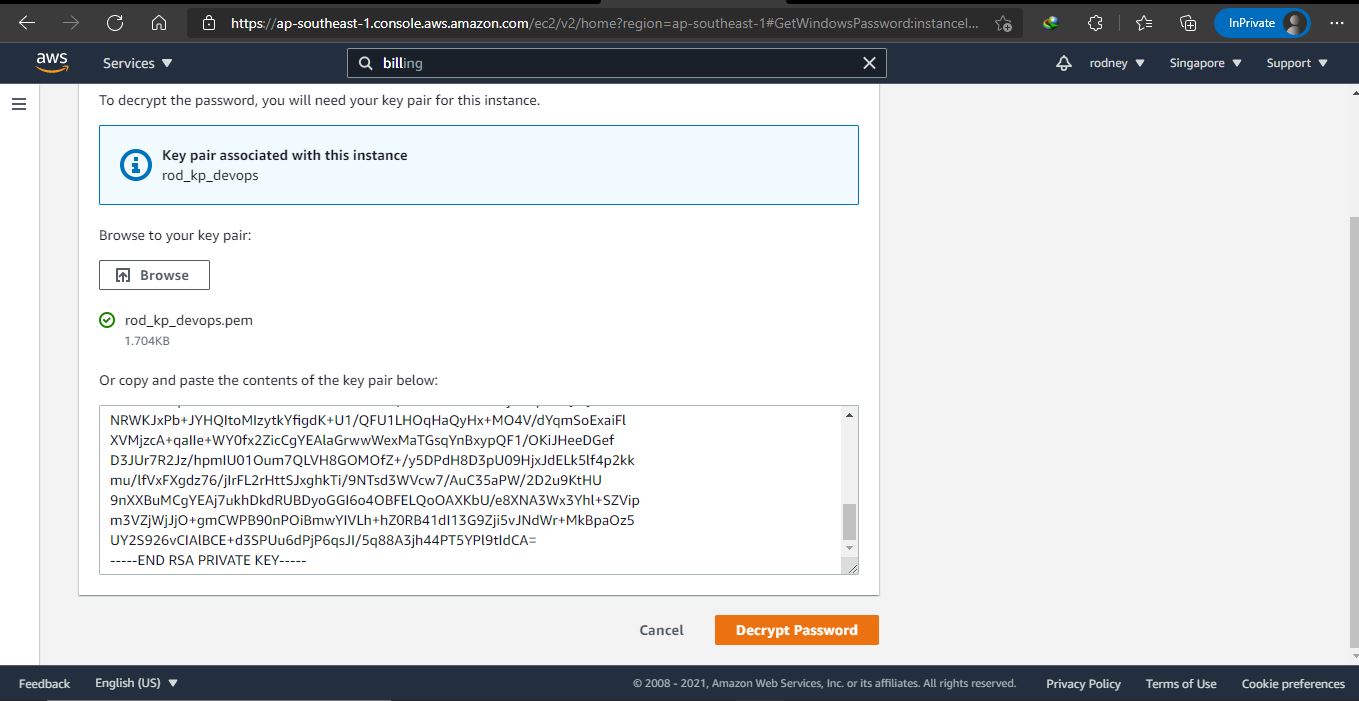 https://ap-southeast-1.console.aws.amazon.com/ec2/v2/home?region=ap-southeast-1#GetWindowsPassword:instanceI...
InPrivate
aws
Services
billing
rodney
Singapore
Support
To decrypt the password, you will need your key pair for this instance.
Key pair associated with this instance
rod_kp_devops
Browse to your key pair:
Browse
rod_kp_devops.pem
1.704KB
Or copy and paste the contents of the key pair below:
NRWKJxPb+JYHQItoMIzytkYfigdK+U1/QFU1LHOqHaQyHx+MO4V/dYqmSoExaiFl
XVMjzcA+qaIIe+WY0fx2ZicCgYEAlaGrwwWexMaTGsqYnBxypQF1/OKiJHeeDGef
D3JUr7R2Jz/hpmIU01Oum7QLVH8GOMOfZ+/y5DPdH8D3pU09HjxJdELk5lf4p2kk
mu/lfVxFXgdz76/jIrFL2rHttSJxghkTi/9NTsd3WVcw7/AuC35aPW/2D2u9KtHU
9nXXBuMCgYEAj7ukhDkdRUBDyoGGI6o4OBFELQoOAXKbU/e8XNA3Wx3Yhl+SZVip
m3VZjWjJjO+gmCWPB90nPOiBmwYIVLh+hZ0RB41dI13G9Zji5vJNdWr+MkBpaOz5
UY2S926vCIAlBCE+d3SPUu6dPjP6qsJI/5q88A3jh44PT5YPl9tIdCA=
-----END RSA PRIVATE KEY-----
Cancel
Decrypt Password
Feedback
English (US)
© 2008 - 2021, Amazon Web Services, Inc. or its affiliates. All rights reserved.
Privacy Policy
Terms of Use
Cookie preferences